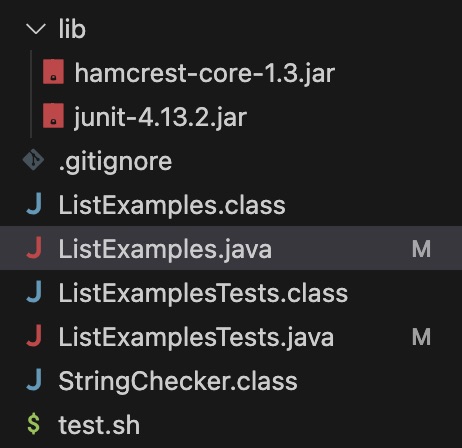 lib
hamcrest-core-1.3.jar
junit-4.13.2.jar
.gitignore
ListExamples.class
ListExamples.java M
ListExamplesTests.class
ListExamplesTests.java M
StringChecker.class
$ test.sh